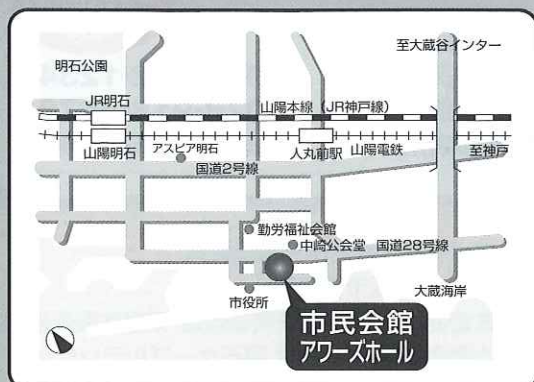 至大蔵谷インター
明石公園
JR明石
山陽本線(JR神戸線)
山陽明石
アスピア明石
人丸前駅
山陽電鉄
至神戸
国道2号線
勤労福祉会館
中崎公会堂
国道28号線
市役所
大蔵海岸
市民会館
アワーズホール